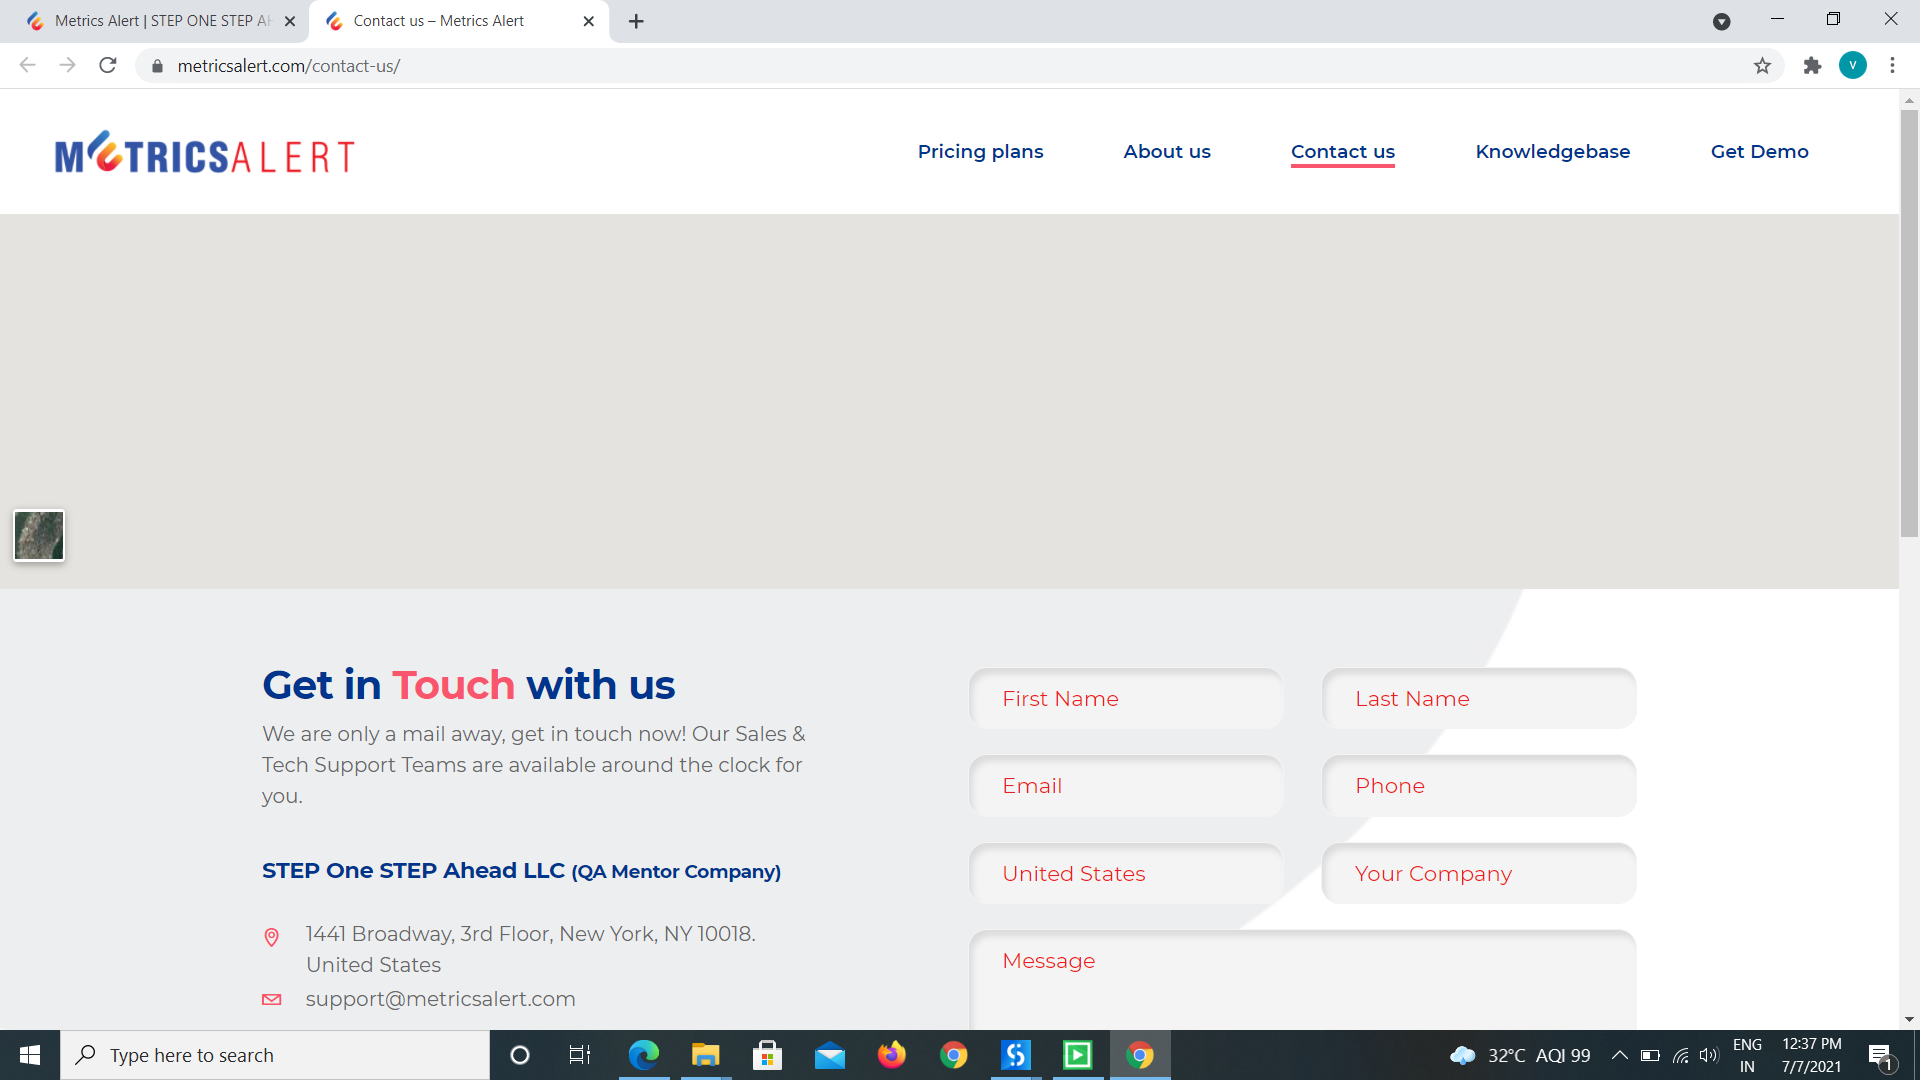 Metrics Alert | STEP ONE STEP AH
Contact us – Metrics Alert
metricsalert.com/contact-us/
V
METRICSALERT
Pricing plans
About us
Contact us
Knowledgebase
Get Demo
Get in Touch with us
We are only a mail away, get in touch now! Our Sales &
Tech Support Teams are available around the clock for
you.
STEP One STEP Ahead LLC (QA Mentor Company)
1441 Broadway, 3rd Floor, New York, NY 10018.
United States
support@metricsalert.com
First Name
Last Name
Email
Phone
United States
Your Company
Message
Type here to search
32°C AQI 99
ENG
IN
12:37 PM
7/7/2021
1